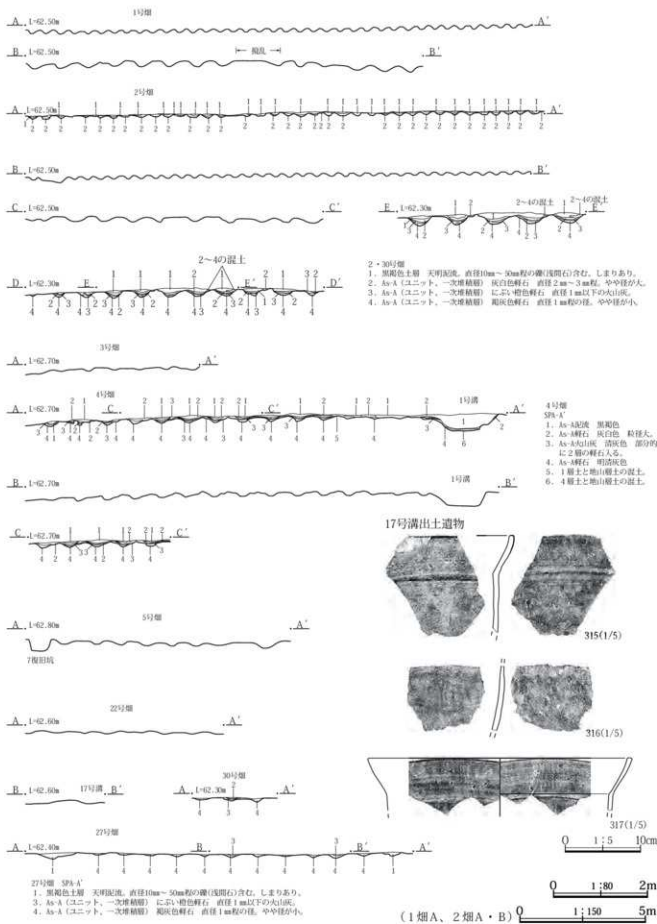 1号畑
A L=62.50m A'
B L=62.50m 撹乱 B'
2号畑
A L=62.50m A'
B L=62.50m B'
C L=62.50m C'
E L=62.30m 1 2 2~4の混土 1 2~4の混土 E'
2~4の混土
D L=62.30m E E' D'
2・30号畑
1. 黒褐色土層 天明泥流。直径10㎜~50㎜程の礫(浅間石)含む。しまりあり。
2. As-A(ユニット、一次堆積層) 灰白色軽石 直径2㎜~3㎜程。やや径が大。
3. As-A(ユニット、一次堆積層) にぶい橙色軽石 直径1㎜以下の火山灰。
4. As-A(ユニット、一次堆積層) 褐灰色軽石 直径1㎜程の径。やや径が小。
3号畑
A L=62.70m A'
4号畑
A L=62.70m C C' 1号溝 A'
4号畑
SPA-A'
1. As-A泥流 黒褐色
2. As-A軽石 灰白色 粒径大。
3. As-A火山灰 清灰色 部分的
に2層の軽石入る。
4. As-A軽石 明清灰色
5. 1層土と地山層土の混土。
6. 4層土と地山層土の混土。
B L=62.70m 1号溝 B'
C L=62.70m C'
17号溝出土遺物
315(1/5)
5号畑
A L=62.80m A'
7復旧坑
316(1/5)
22号畑
A L=62.60m A'
17号溝
B L=62.60m B'
30号畑
A L=62.30m A'
2
4 3 4
317(1/5)
27号畑
A L=62.40m B B' A'
0 1:5 10cm
27号畑 SPA-A'
1. 黒褐色土層 天明泥流。直径10㎜~50㎜程の礫(浅間石)含む。しまりあり。
3. As-A(ユニット、一次堆積層) にぶい橙色軽石 直径1㎜以下の火山灰。
4. As-A(ユニット、一次堆積層) 褐灰色軽石 直径1㎜程の径。やや径が小。
0 1:80 2m
(1畑A、2畑A・B) 0 1:150 5m